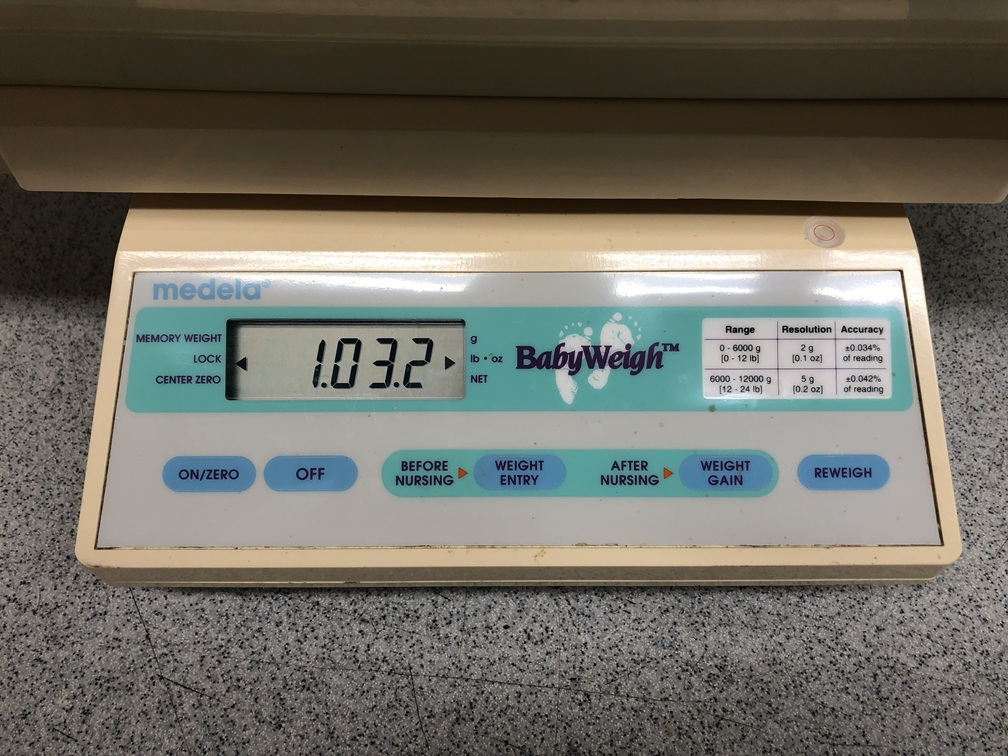 medela®
MEMORY WEIGHT
LOCK
CENTER ZERO
◂ 1.03.2 ▸
g
lb • oz
NET
BabyWeigh™
Range Resolution Accuracy
0 - 6000 g 2 g ±0.034%
[0 - 12 lb] [0.1 oz] of reading
6000 - 12000 g 5 g ±0.042%
[12 - 24 lb] [0.2 oz] of reading
ON/ZERO
OFF
BEFORE
NURSING
WEIGHT
ENTRY
AFTER
NURSING
WEIGHT
GAIN
REWEIGH